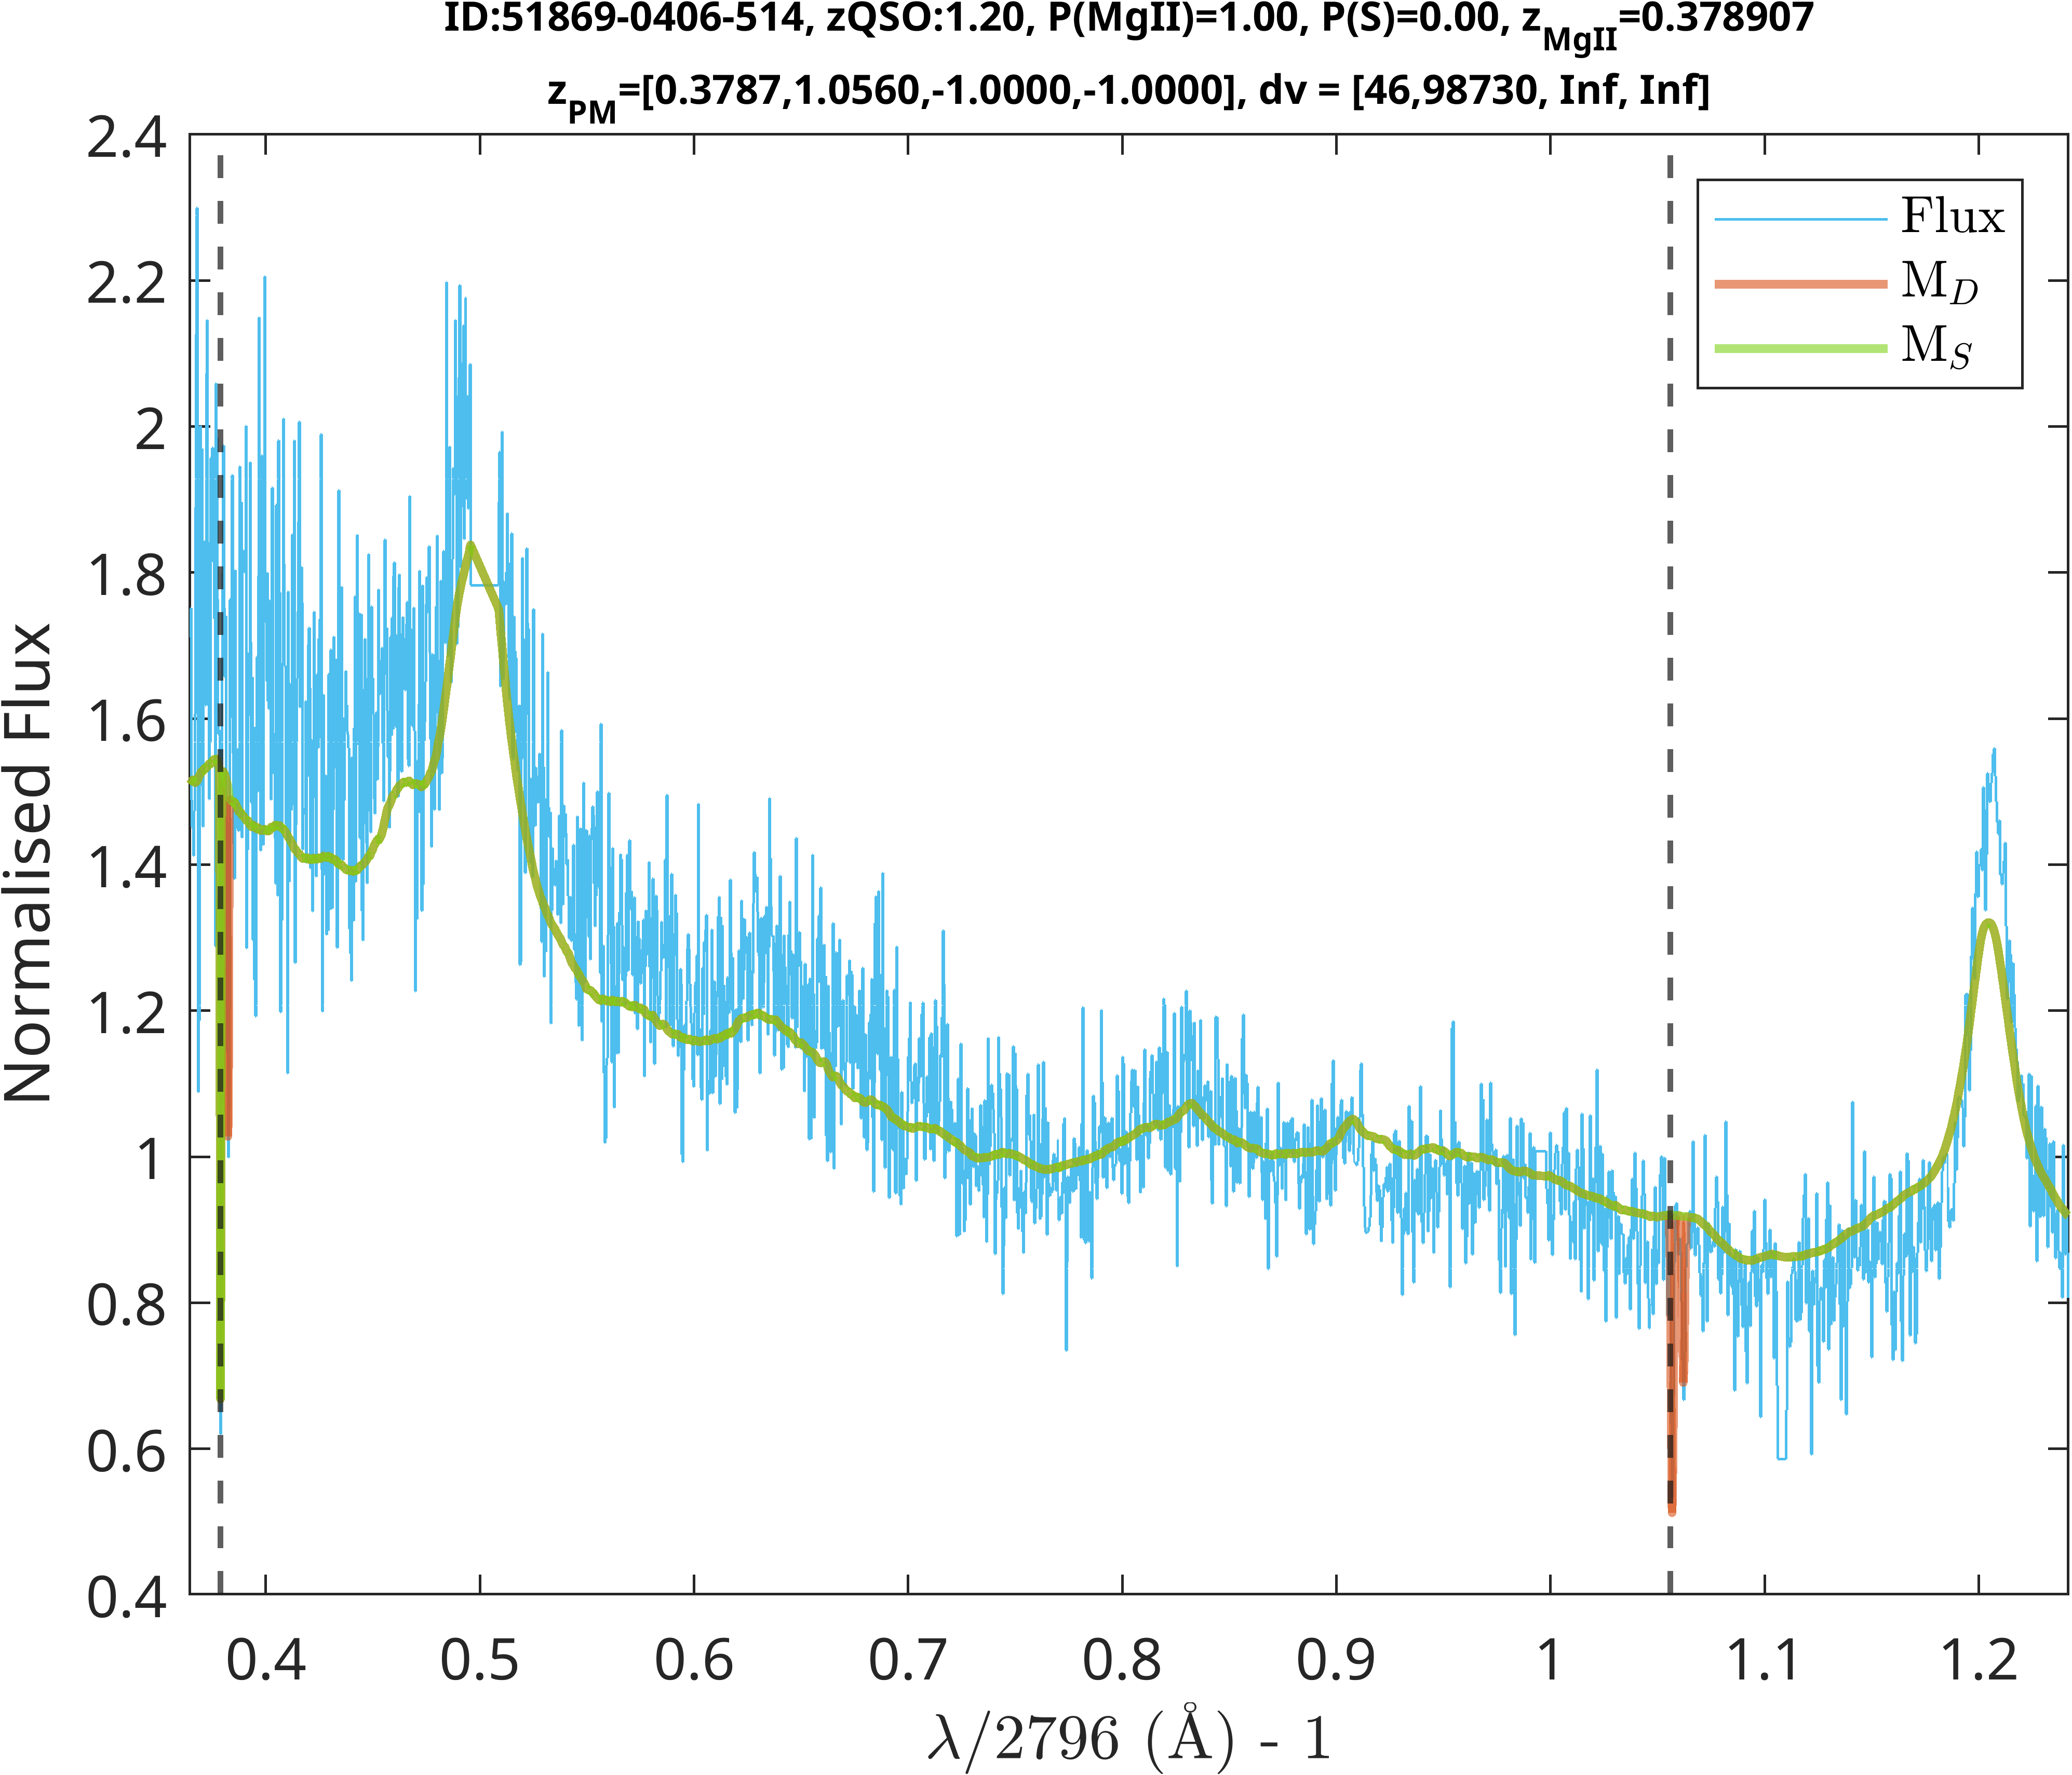 ID:51869-0406-514, zQSO:1.20, P(MgII)=1.00, P(S)=0.00, zMgII=0.378907
zPM=[0.3787,1.0560,-1.0000,-1.0000], dv = [46,98730, Inf, Inf]
2.4
2.2
2
1.8
1.6
1.4
1.2
1
0.8
0.6
0.4
Normalised Flux
Flux
MD
MS
0.4 0.5 0.6 0.7 0.8 0.9 1 1.1 1.2
λ/2796 (Å) - 1